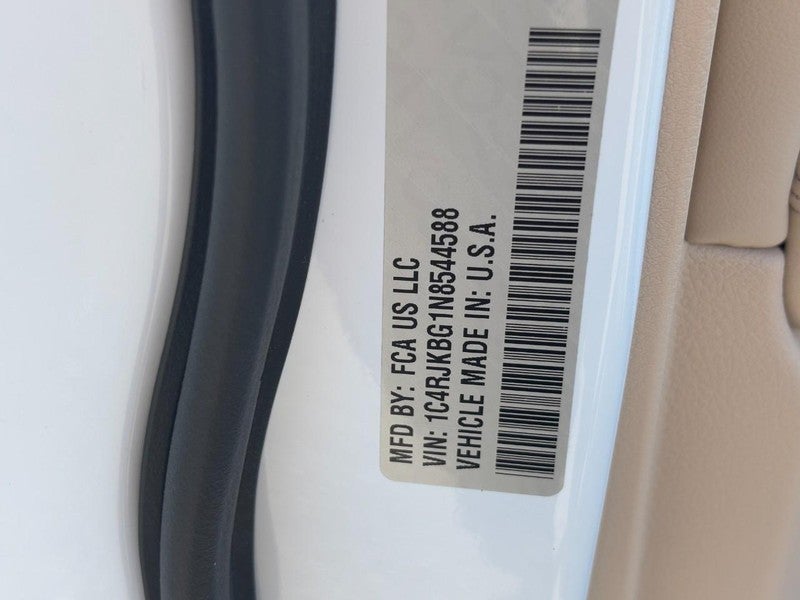 MFD BY: FCA US LLC
VIN: 1C4RJKBG1N8544588
VEHICLE MADE IN: U.S.A.